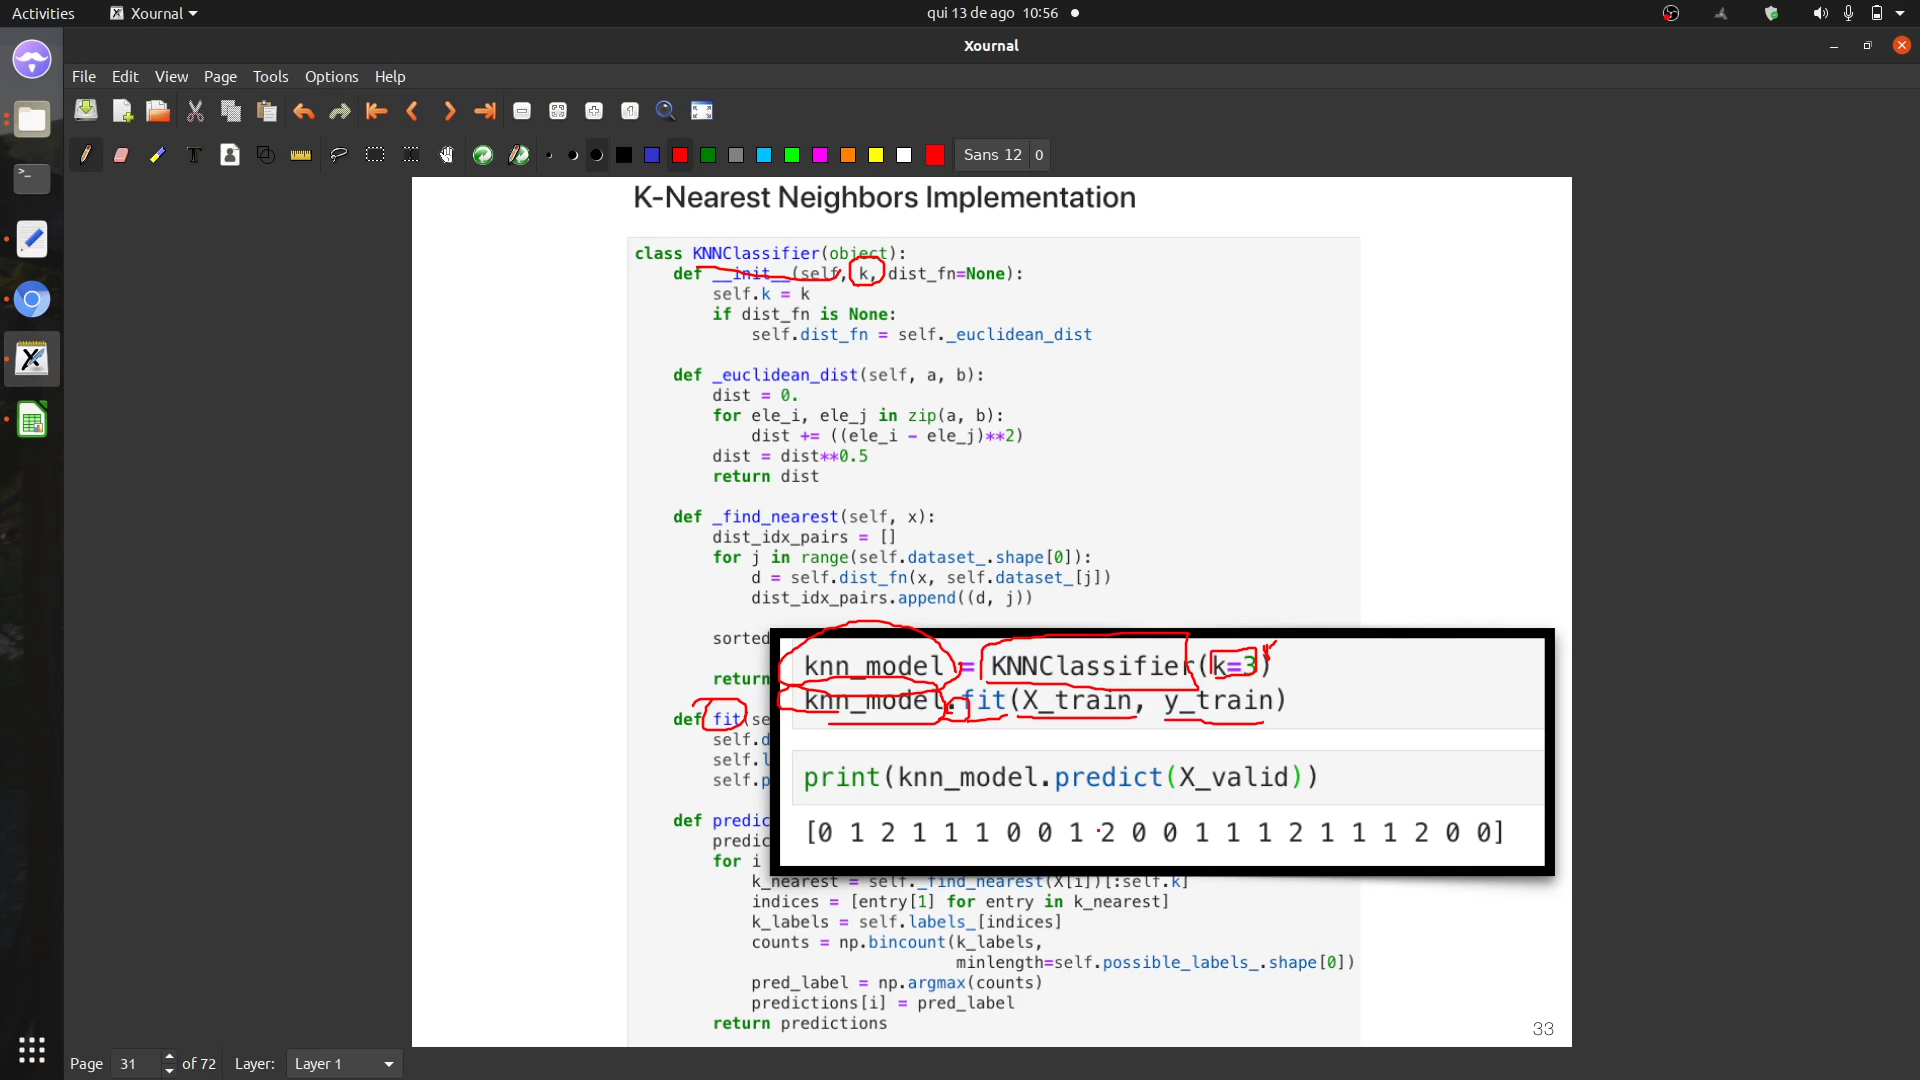 Activities Xournal qui 13 de ago 10:56
Xournal
File Edit View Page Tools Options Help
Sans 12 0
K-Nearest Neighbors Implementation
class KNNClassifier(object):
def __init__(self, k, dist_fn=None):
self.k = k
if dist_fn is None:
self.dist_fn = self._euclidean_dist
def _euclidean_dist(self, a, b):
dist = 0.
for ele_i, ele_j in zip(a, b):
dist += ((ele_i - ele_j)**2)
dist = dist**0.5
return dist
def _find_nearest(self, x):
dist_idx_pairs = []
for j in range(self.dataset_.shape[0]):
d = self.dist_fn(x, self.dataset_[j])
dist_idx_pairs.append((d, j))
sorted
return
def fit(se
self.d
self.l
self.p
def predic
predic
for i
k_nearest = self._find_nearest(X[i])[:self.k]
indices = [entry[1] for entry in k_nearest]
k_labels = self.labels_[indices]
counts = np.bincount(k_labels,
minlength=self.possible_labels_.shape[0])
pred_label = np.argmax(counts)
predictions[i] = pred_label
return predictions
knn_model = KNNClassifier(k=3)
knn_model.fit(X_train, y_train)
print(knn_model.predict(X_valid))
[0 1 2 1 1 1 0 0 1 2 0 0 1 1 1 2 1 1 1 2 0 0]
33
Page 31 of 72 Layer: Layer 1